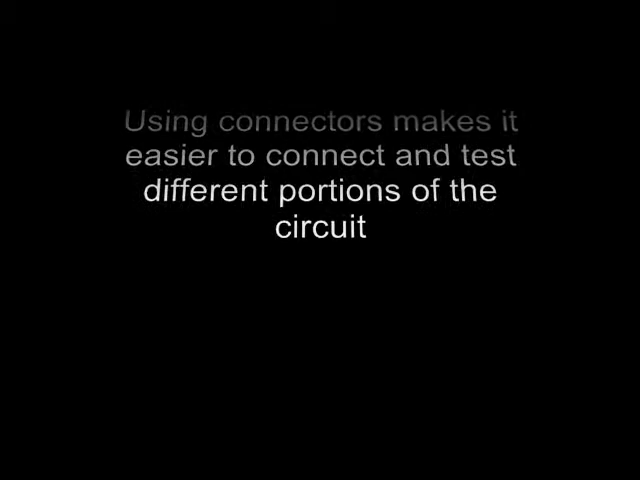 Using connectors makes it
easier to connect and test
different portions of the
circuit